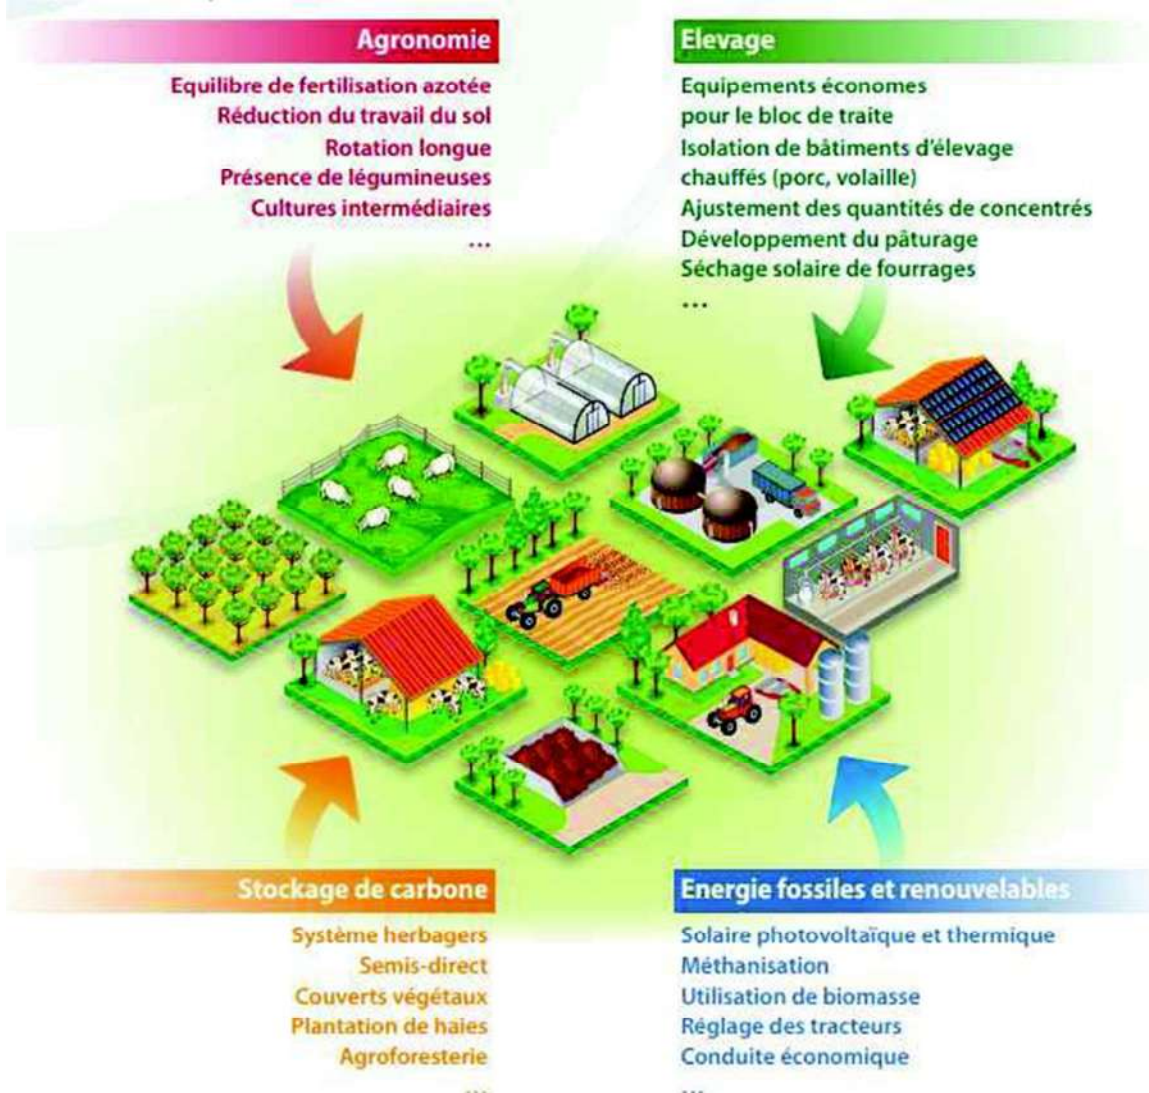 Agronomie
Equilibre de fertilisation azotée
Réduction du travail du sol
Rotation longue
Présence de légumineuses
Cultures intermédiaires
...
Elevage
Equipements économes
pour le bloc de traite
Isolation de bâtiments d'élevage
chauffés (porc, volaille)
Ajustement des quantités de concentrés
Développement du pâturage
Séchage solaire de fourrages
...
Stockage de carbone
Système herbagers
Semis-direct
Couverts végétaux
Plantation de haies
Agroforesterie
...
Energie fossiles et renouvelables
Solaire photovoltaïque et thermique
Méthanisation
Utilisation de biomasse
Réglage des tracteurs
Conduite économique
...